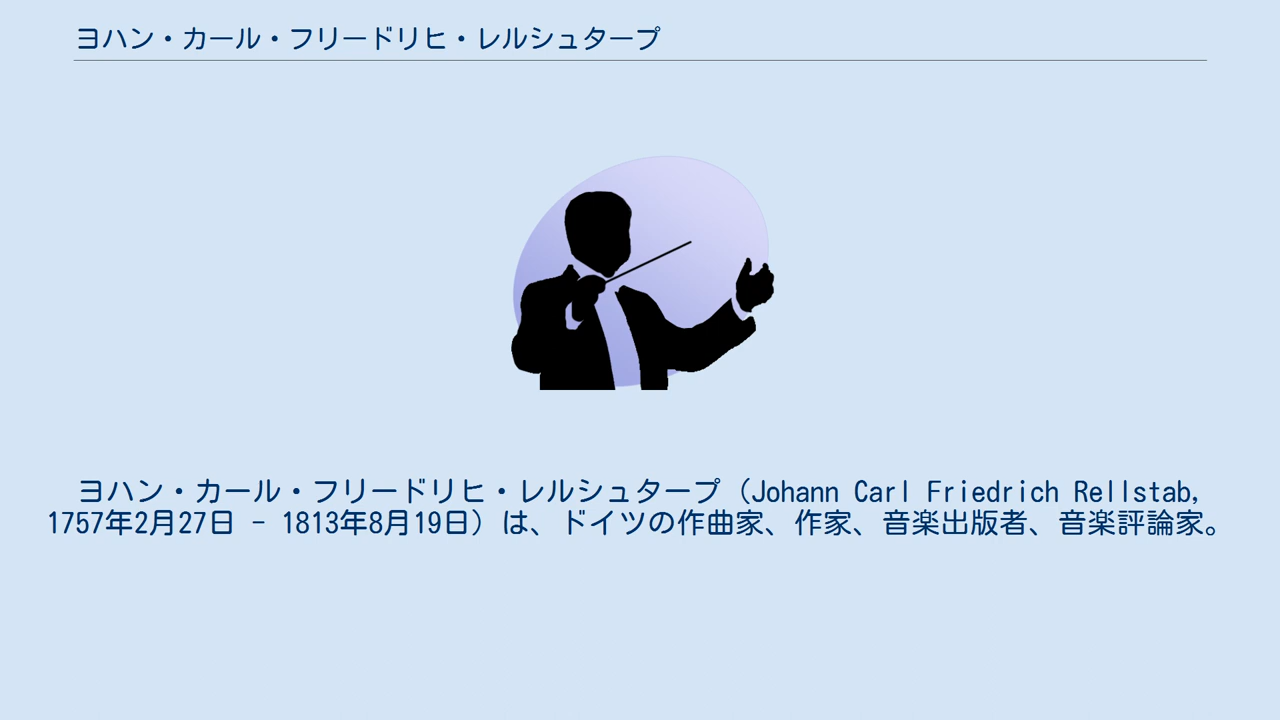 ヨハン・カール・フリードリヒ・レルシュタープ
ヨハン・カール・フリードリヒ・レルシュタープ（Johann Carl Friedrich Rellstab,
1757年2月27日 - 1813年8月19日）は、ドイツの作曲家、作家、音楽出版者、音楽評論家。